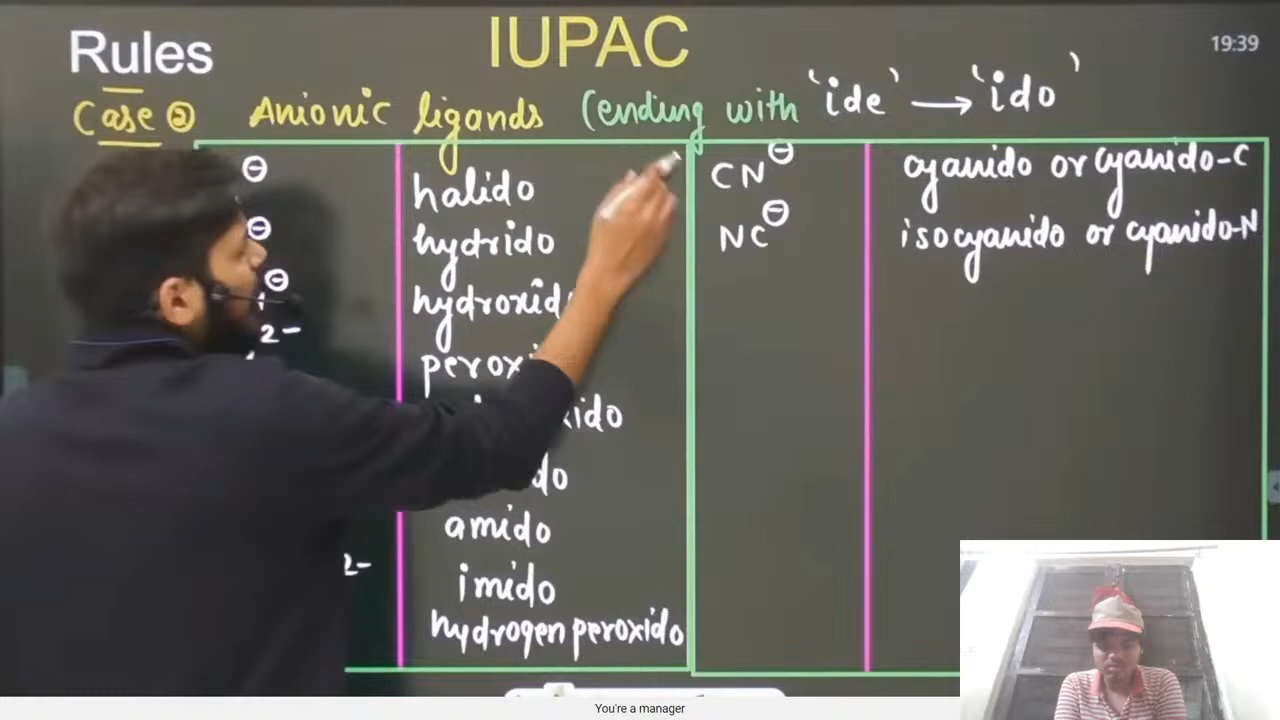 Rules
IUPAC
19:39
Case ② Anionic ligands (ending with 'ide' → 'ido'
⊖
halido
CN⊖
cyanido or cyanido-C
⊖
hydrido
NC⊖
isocyanido or cyanido-N
⊖
2-
amido
2-
imido
hydrogen peroxido
You're a manager